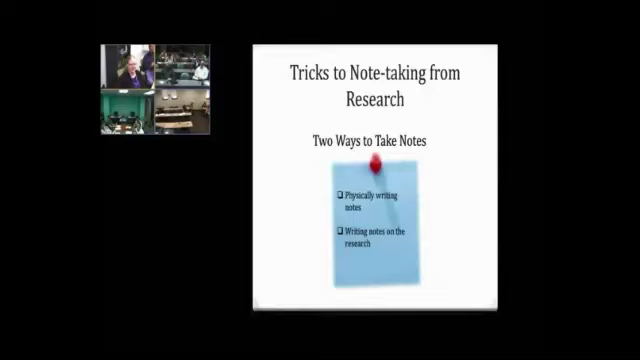 Tricks to Note-taking from
Research
Two Ways to Take Notes
Physically writing
notes
Writing notes on the
research